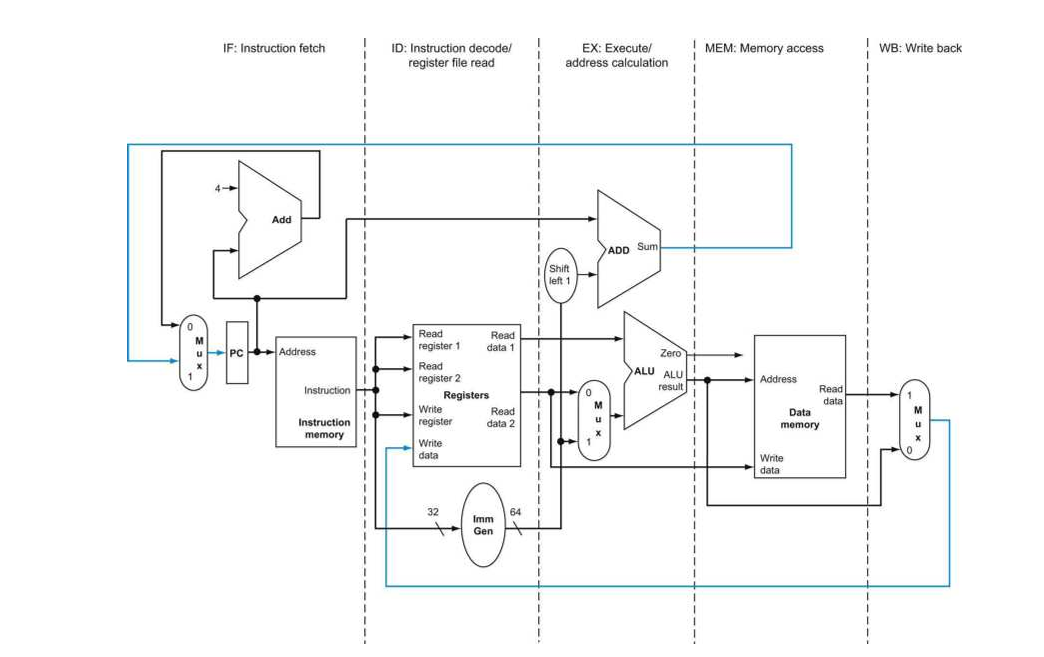 IF: Instruction fetch
ID: Instruction decode/
register file read
EX: Execute/
address calculation
MEM: Memory access
WB: Write back
4
Add
ADD Sum
Shift
left 1
0
M
u
x
1
PC
Address
Instruction
Instruction
memory
Read
register 1
Read
register 2
Write
register
Write
data
Registers
Read
data 1
Read
data 2
32
Imm
Gen
64
0
M
u
x
1
Zero
ALU
ALU
result
Address
Read
data
Data
memory
Write
data
1
M
u
x
0